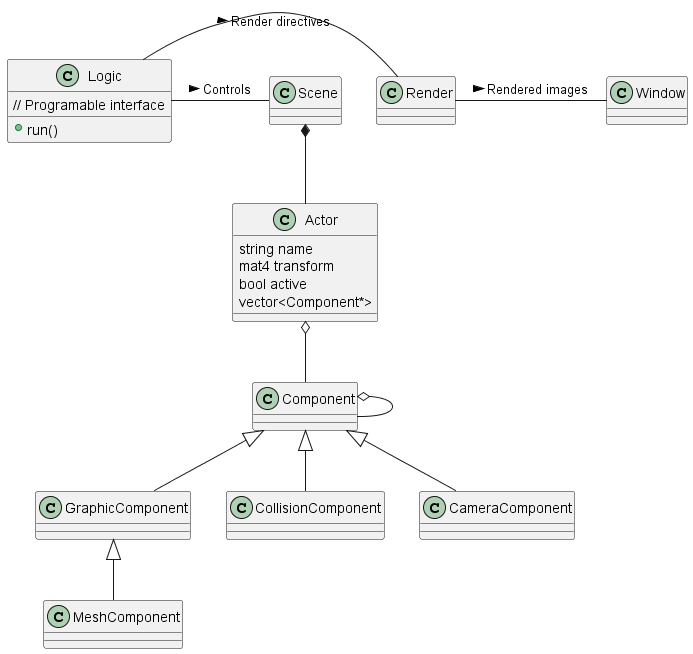 Render directives
C Logic
// Programable interface
run()
Controls
C Scene
C Render
Rendered images
C Window
C Actor
string name
mat4 transform
bool active
vector<Component*>
C Component
C GraphicComponent
C CollisionComponent
C CameraComponent
C MeshComponent